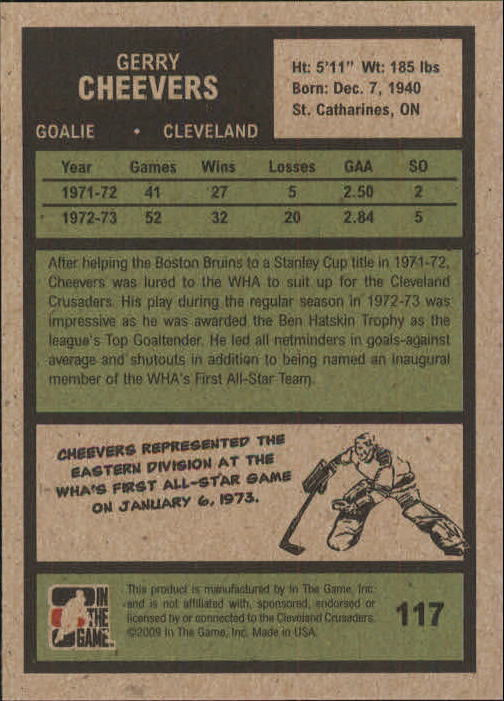 GERRY
CHEEVERS
GOALIE • CLEVELAND
Ht: 5'11" Wt: 185 lbs
Born: Dec. 7, 1940
St. Catharines, ON
Year Games Wins Losses GAA SO
1971-72 41 27 5 2.50 2
1972-73 52 32 20 2.84 5
After helping the Boston Bruins to a Stanley Cup title in 1971-72,
Cheevers was lured to the WHA to suit up for the Cleveland
Crusaders. His play during the regular season in 1972-73 was
impressive as he was awarded the Ben Hatskin Trophy as the
league's Top Goaltender. He led all netminders in goals-against
average and shutouts in addition to being named an inaugural
member of the WHA's First All-Star Team.
CHEEVERS REPRESENTED THE
EASTERN DIVISION AT THE
WHA'S FIRST ALL-STAR GAME
ON JANUARY 6, 1973.
IN
THE
GAME
This product is manufactured by In The Game, Inc.
and is not affiliated with, sponsored, endorsed or
licensed by or connected to the Cleveland Crusaders.
©2009 In The Game, Inc. Made in USA.
117